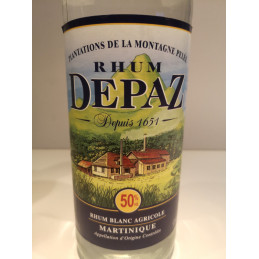 PLANTATIONS DE LA MONTAGNE PELÉE
RHUM
DEPAZ
Depuis 1651
50%
RHUM BLANC AGRICOLE
MARTINIQUE
Appellation d'Origine Contrôlée